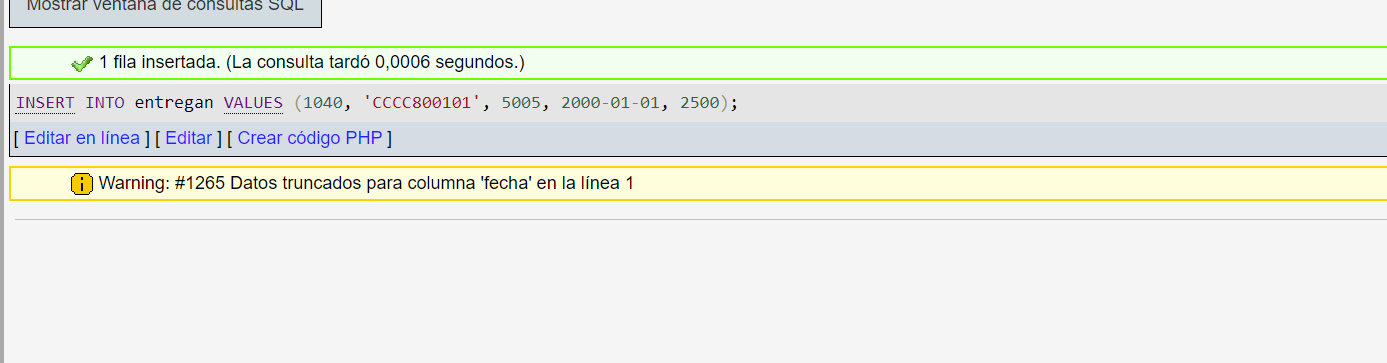 Mostrar ventana de consultas SQL
1 fila insertada. (La consulta tardó 0,0006 segundos.)
INSERT INTO entregan VALUES (1040, 'CCCC800101', 5005, 2000-01-01, 2500);
[ Editar en línea ] [ Editar ] [ Crear código PHP ]
Warning: #1265 Datos truncados para columna 'fecha' en la línea 1